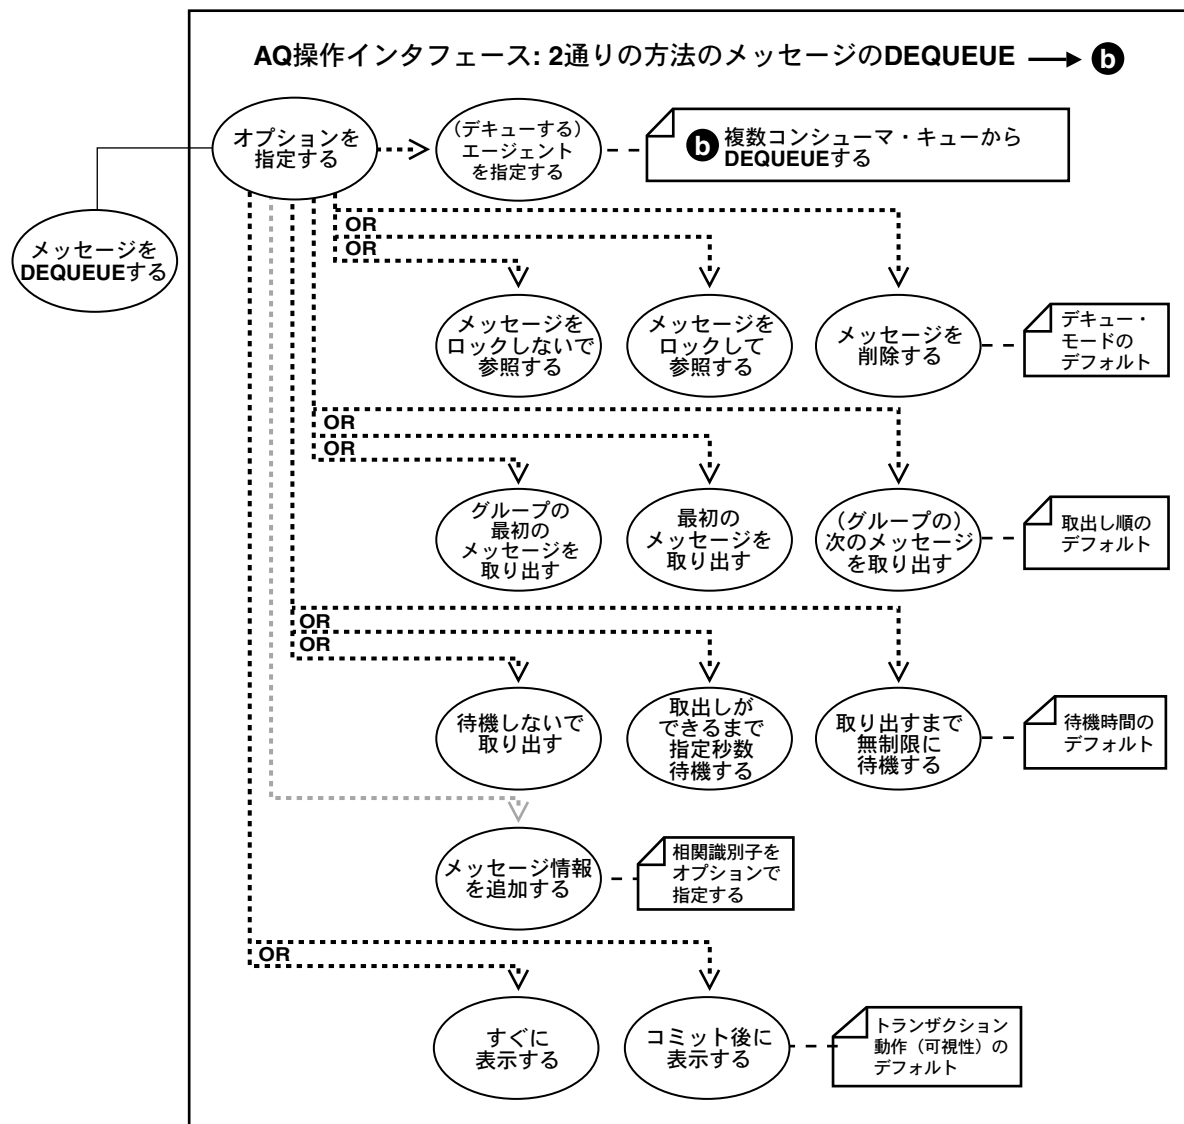 AQ操作インタフェース: 2通りの方法のメッセージのDEQUEUE b
オプションを
指定する
(デキューする)
エージェント
を指定する
b 複数コンシューマ・キューから
DEQUEUEする
メッセージを
DEQUEUEする
OR
OR
メッセージを
ロックしないで
参照する
メッセージを
ロックして
参照する
メッセージを
削除する
デキュー・
モードの
デフォルト
OR
OR
グループの
最初の
メッセージを
取り出す
最初の
メッセージを
取り出す
(グループの)
次のメッセージ
を取り出す
取出し順の
デフォルト
OR
OR
待機しないで
取り出す
取出しが
できるまで
指定秒数
待機する
取り出すまで
無制限に
待機する
待機時間の
デフォルト
メッセージ情報
を追加する
相関識別子を
オプションで
指定する
OR
すぐに
表示する
コミット後に
表示する
トランザクション
動作(可視性)の
デフォルト